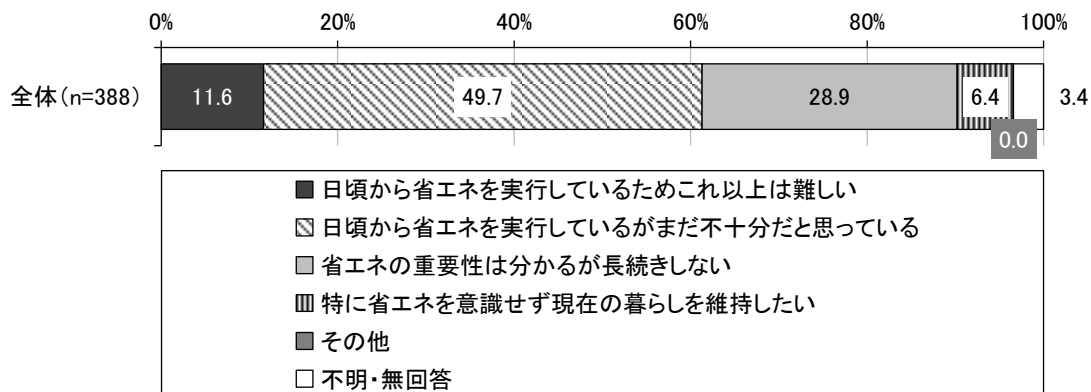 0% 20% 40% 60% 80% 100%
全体(n=388) 11.6 49.7 28.9 6.4 3.4
0.0
日頃から省エネを実行しているためこれ以上は難しい
日頃から省エネを実行しているがまだ不十分だと思っている
省エネの重要性は分かるが長続きしない
特に省エネを意識せず現在の暮らしを維持したい
その他
不明・無回答